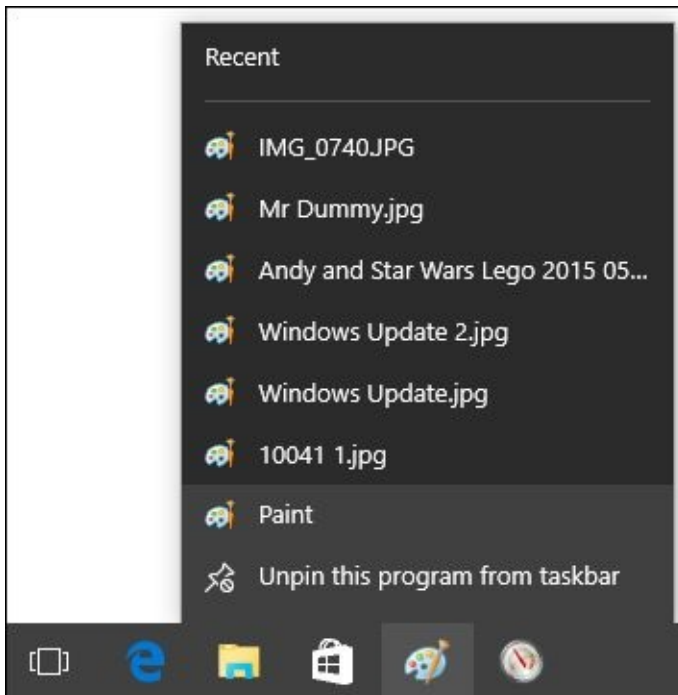 Recent
IMG_0740.JPG
Mr Dummy.jpg
Andy and Star Wars Lego 2015 05...
Windows Update 2.jpg
Windows Update.jpg
10041 1.jpg
Paint
Unpin this program from taskbar